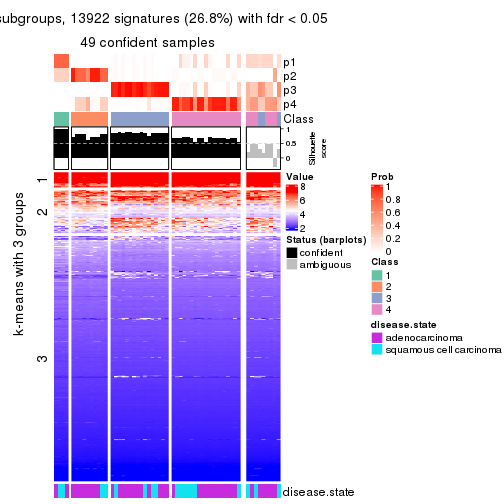 subgroups, 13922 signatures (26.8%) with fdr < 0.05
49 confident samples
p1
p2
p3
p4
Class
1
0.5
0
Silhouette
score
k-means with 3 groups
1
2
3
disease.state
Value
8
6
4
2
Status (barplots)
confident
ambiguous
Prob
1
0.8
0.6
0.4
0.2
0
Class
1
2
3
4
disease.state
adenocarcinoma
squamous cell carcinoma